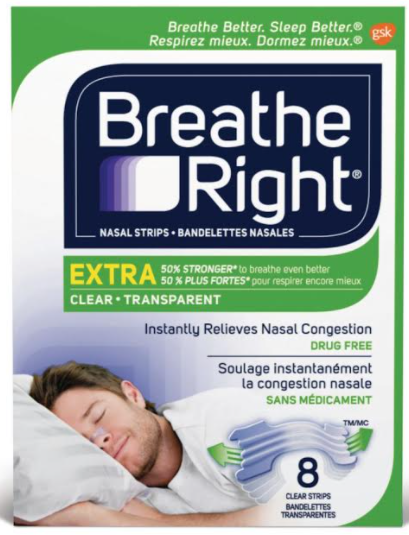 Breathe Better. Sleep Better.®
Respirez mieux. Dormez mieux.®
gsk
Breathe
Right®
NASAL STRIPS • BANDELETTES NASALES
EXTRA
50% STRONGER* to breathe even better
50 % PLUS FORTES* pour respirer encore mieux
CLEAR • TRANSPARENT
Instantly Relieves Nasal Congestion
DRUG FREE
Soulage instantanément
la congestion nasale
SANS MÉDICAMENT
TM/MC
8
CLEAR STRIPS
BANDELETTES
TRANSPARENTES